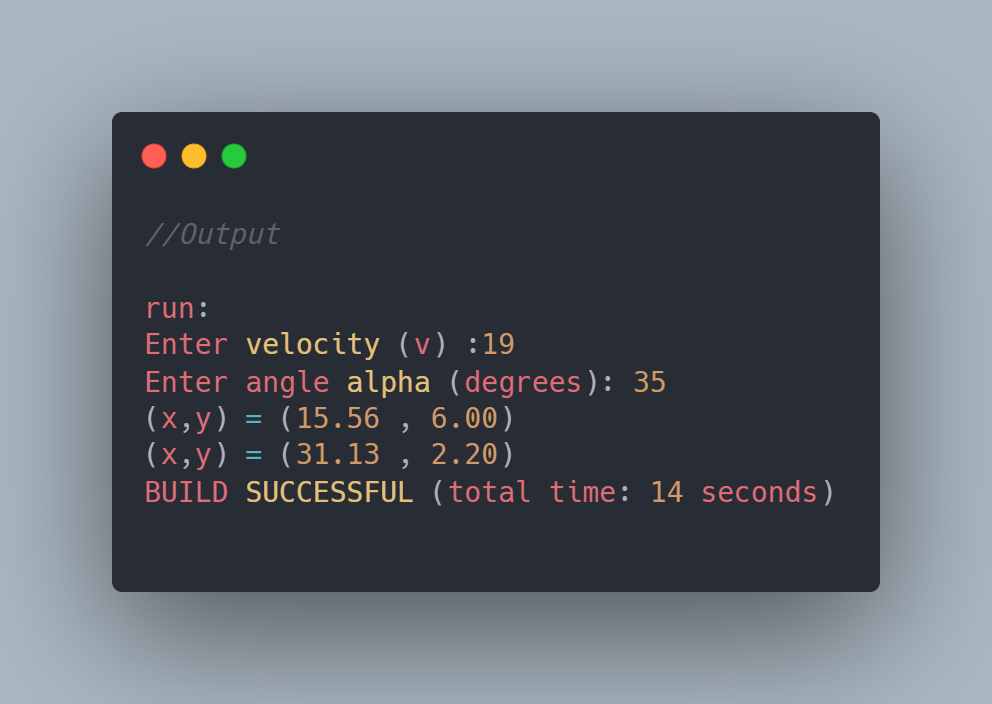 //Output
run:
Enter velocity (v) :19
Enter angle alpha (degrees): 35
(x,y) = (15.56 , 6.00)
(x,y) = (31.13 , 2.20)
BUILD SUCCESSFUL (total time: 14 seconds)